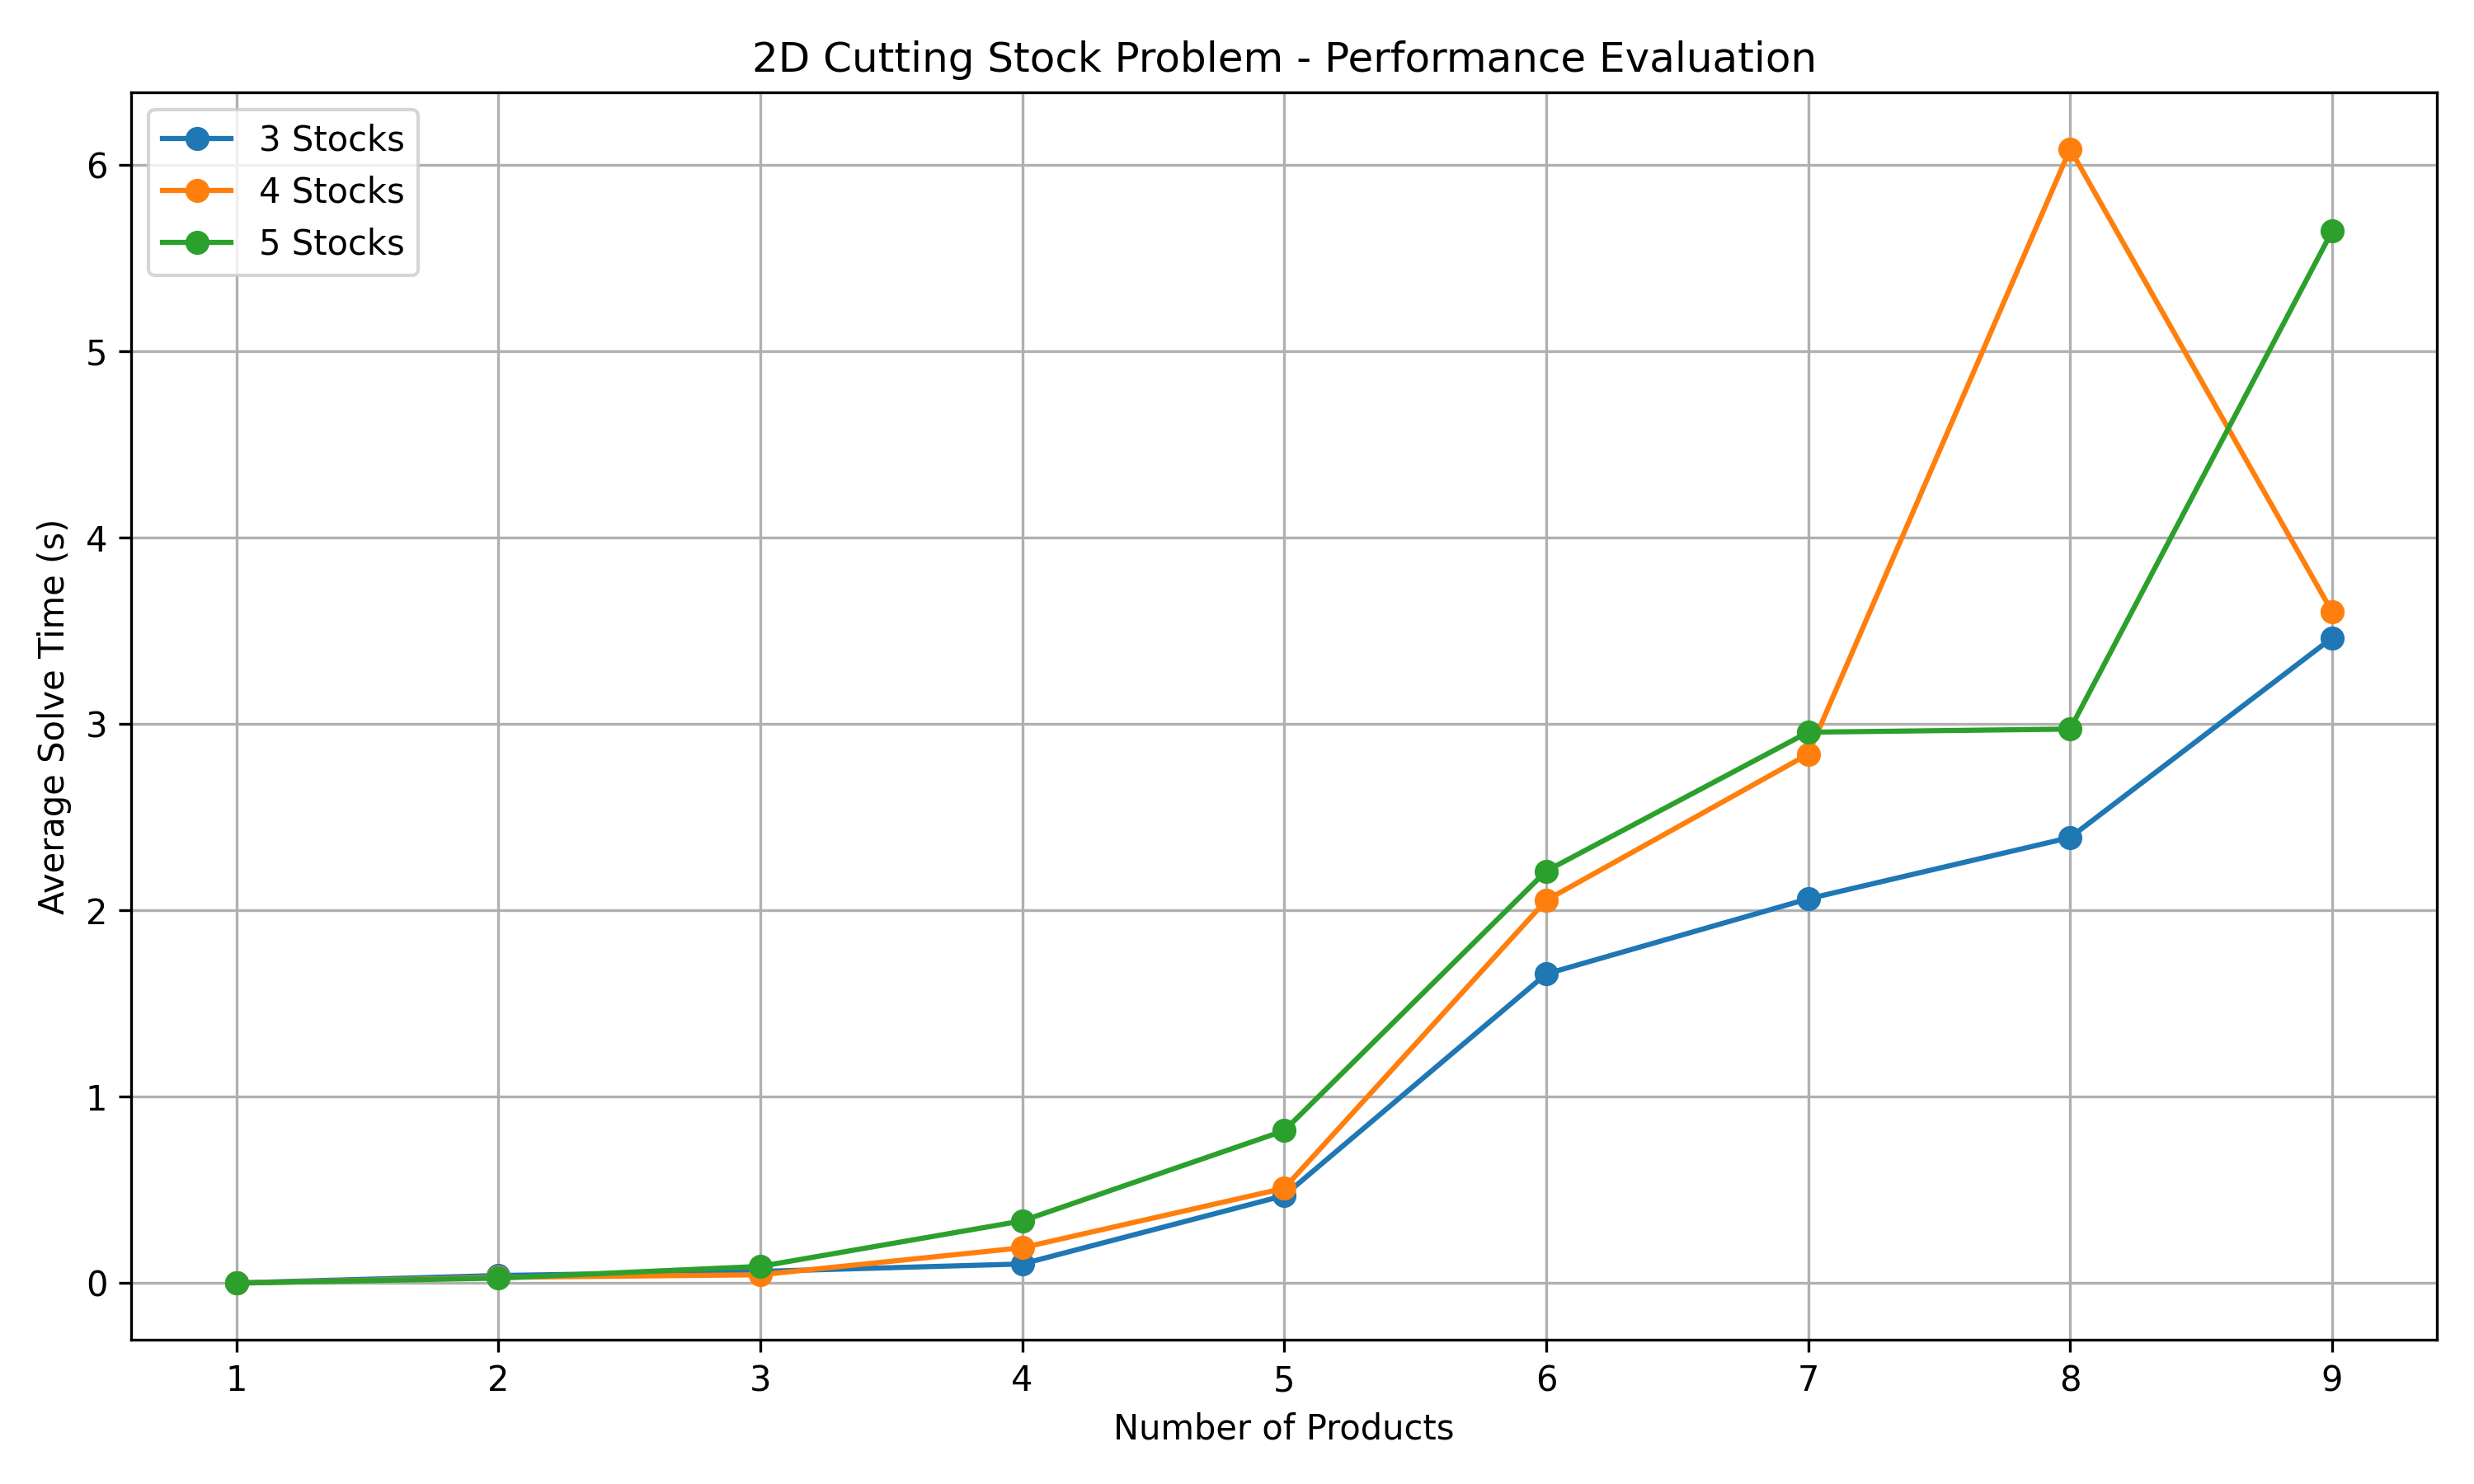 2D Cutting Stock Problem - Performance Evaluation
3 Stocks
4 Stocks
5 Stocks
6
5
4
3
2
1
0
Average Solve Time (s)
1 2 3 4 5 6 7 8 9
Number of Products